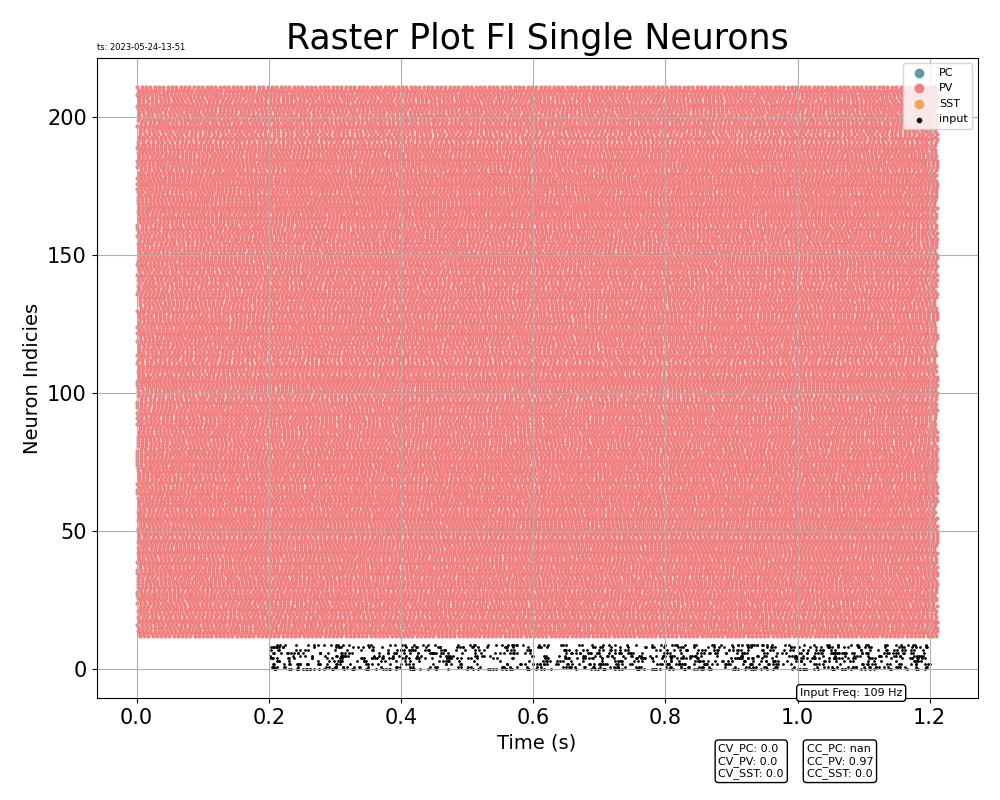 Raster Plot FI Single Neurons
ts: 2023-05-24-13-51
PC
PV
SST
input
200
150
100
50
0
Neuron Indicies
0.0 0.2 0.4 0.6 0.8 1.0 1.2
Time (s)
Input Freq: 109 Hz
CV_PC: 0.0
CV_PV: 0.0
CV_SST: 0.0
CC_PC: nan
CC_PV: 0.97
CC_SST: 0.0